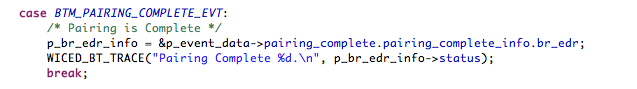 case BTM_PAIRING_COMPLETE_EVT:
/* Pairing is Complete */
p_br_edr_info = &p_event_data->pairing_complete.pairing_complete_info.br_edr;
WICED_BT_TRACE("Pairing Complete %d.\n", p_br_edr_info->status);
break;